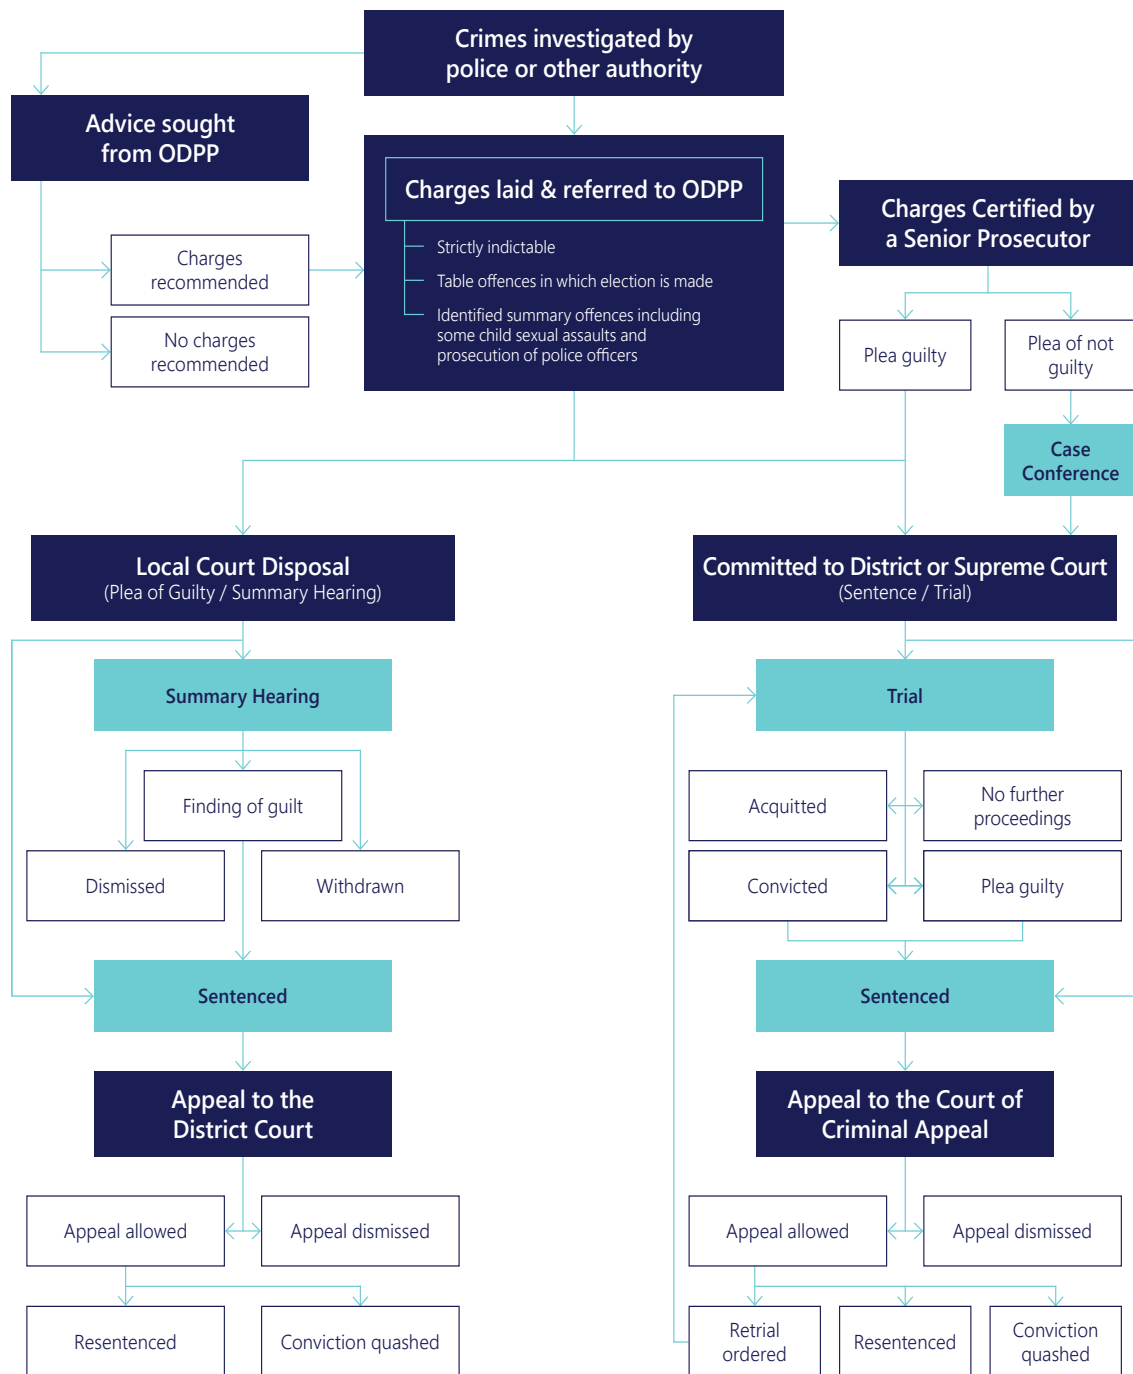 Crimes investigated by
police or other authority
Advice sought
from ODPP
Charges laid & referred to ODPP
Strictly indictable
Table offences in which election is made
Identified summary offences including
some child sexual assaults and
prosecution of police officers
Charges Certified by
a Senior Prosecutor
Charges
recommended
No charges
recommended
Plea guilty
Plea of not
guilty
Case
Conference
Local Court Disposal
(Plea of Guilty / Summary Hearing)
Committed to District or Supreme Court
(Sentence / Trial)
Summary Hearing
Finding of guilt
Dismissed
Withdrawn
Sentenced
Appeal to the
District Court
Appeal allowed
Appeal dismissed
Resentenced
Conviction quashed
Trial
Acquitted
No further
proceedings
Convicted
Plea guilty
Sentenced
Appeal to the Court of
Criminal Appeal
Appeal allowed
Appeal dismissed
Retrial
ordered
Resentenced
Conviction
quashed